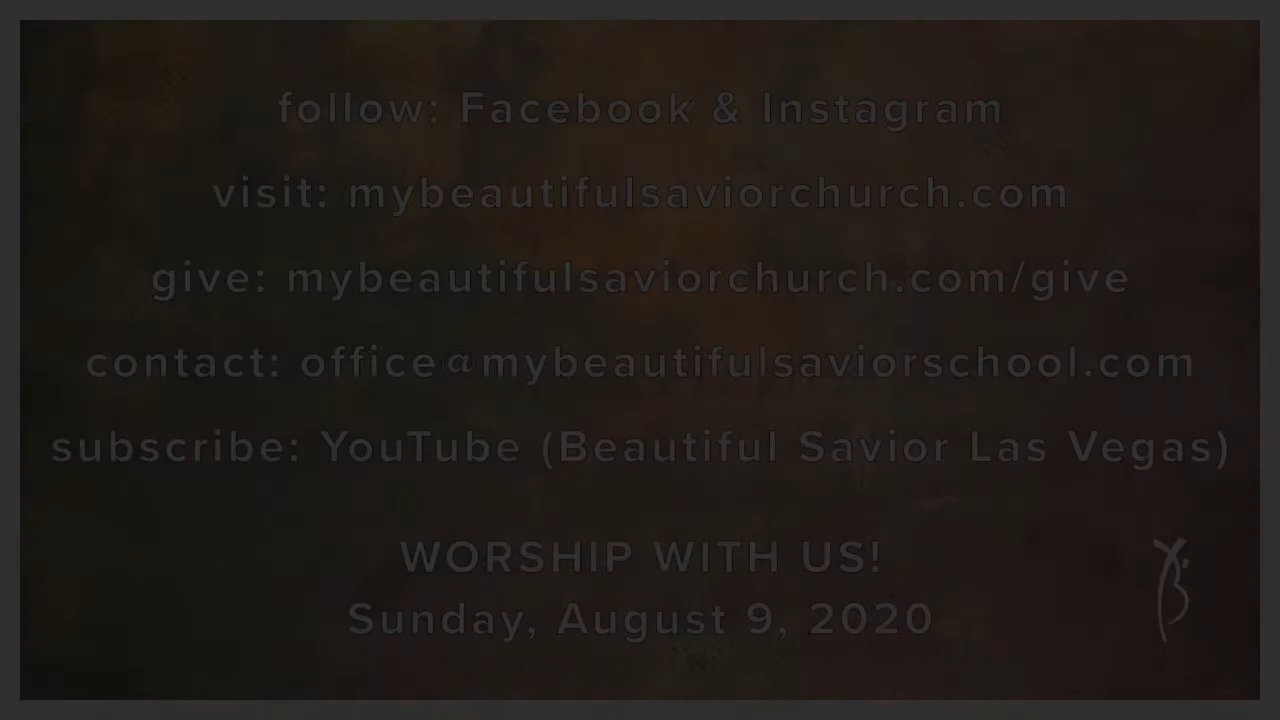 follow: Facebook & Instagram
visit: mybeautifulsaviorchurch.com
give: mybeautifulsaviorchurch.com/give
contact: office@mybeautifulsaviorschool.com
subscribe: YouTube (Beautiful Savior Las Vegas)
WORSHIP WITH US!
Sunday, August 9, 2020